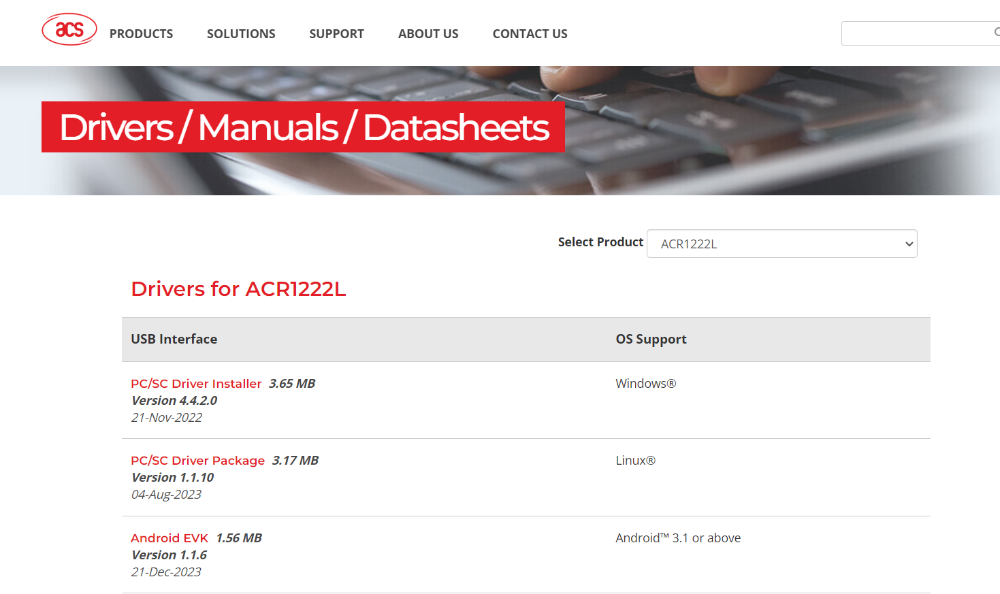 acs
PRODUCTS SOLUTIONS SUPPORT ABOUT US CONTACT US
Drivers / Manuals / Datasheets
Select Product ACR1222L
Drivers for ACR1222L
USB Interface OS Support
PC/SC Driver Installer 3.65 MB Windows®
Version 4.4.2.0
21-Nov-2022
PC/SC Driver Package 3.17 MB Linux®
Version 1.1.10
04-Aug-2023
Android EVK 1.56 MB Android™ 3.1 or above
Version 1.1.6
21-Dec-2023